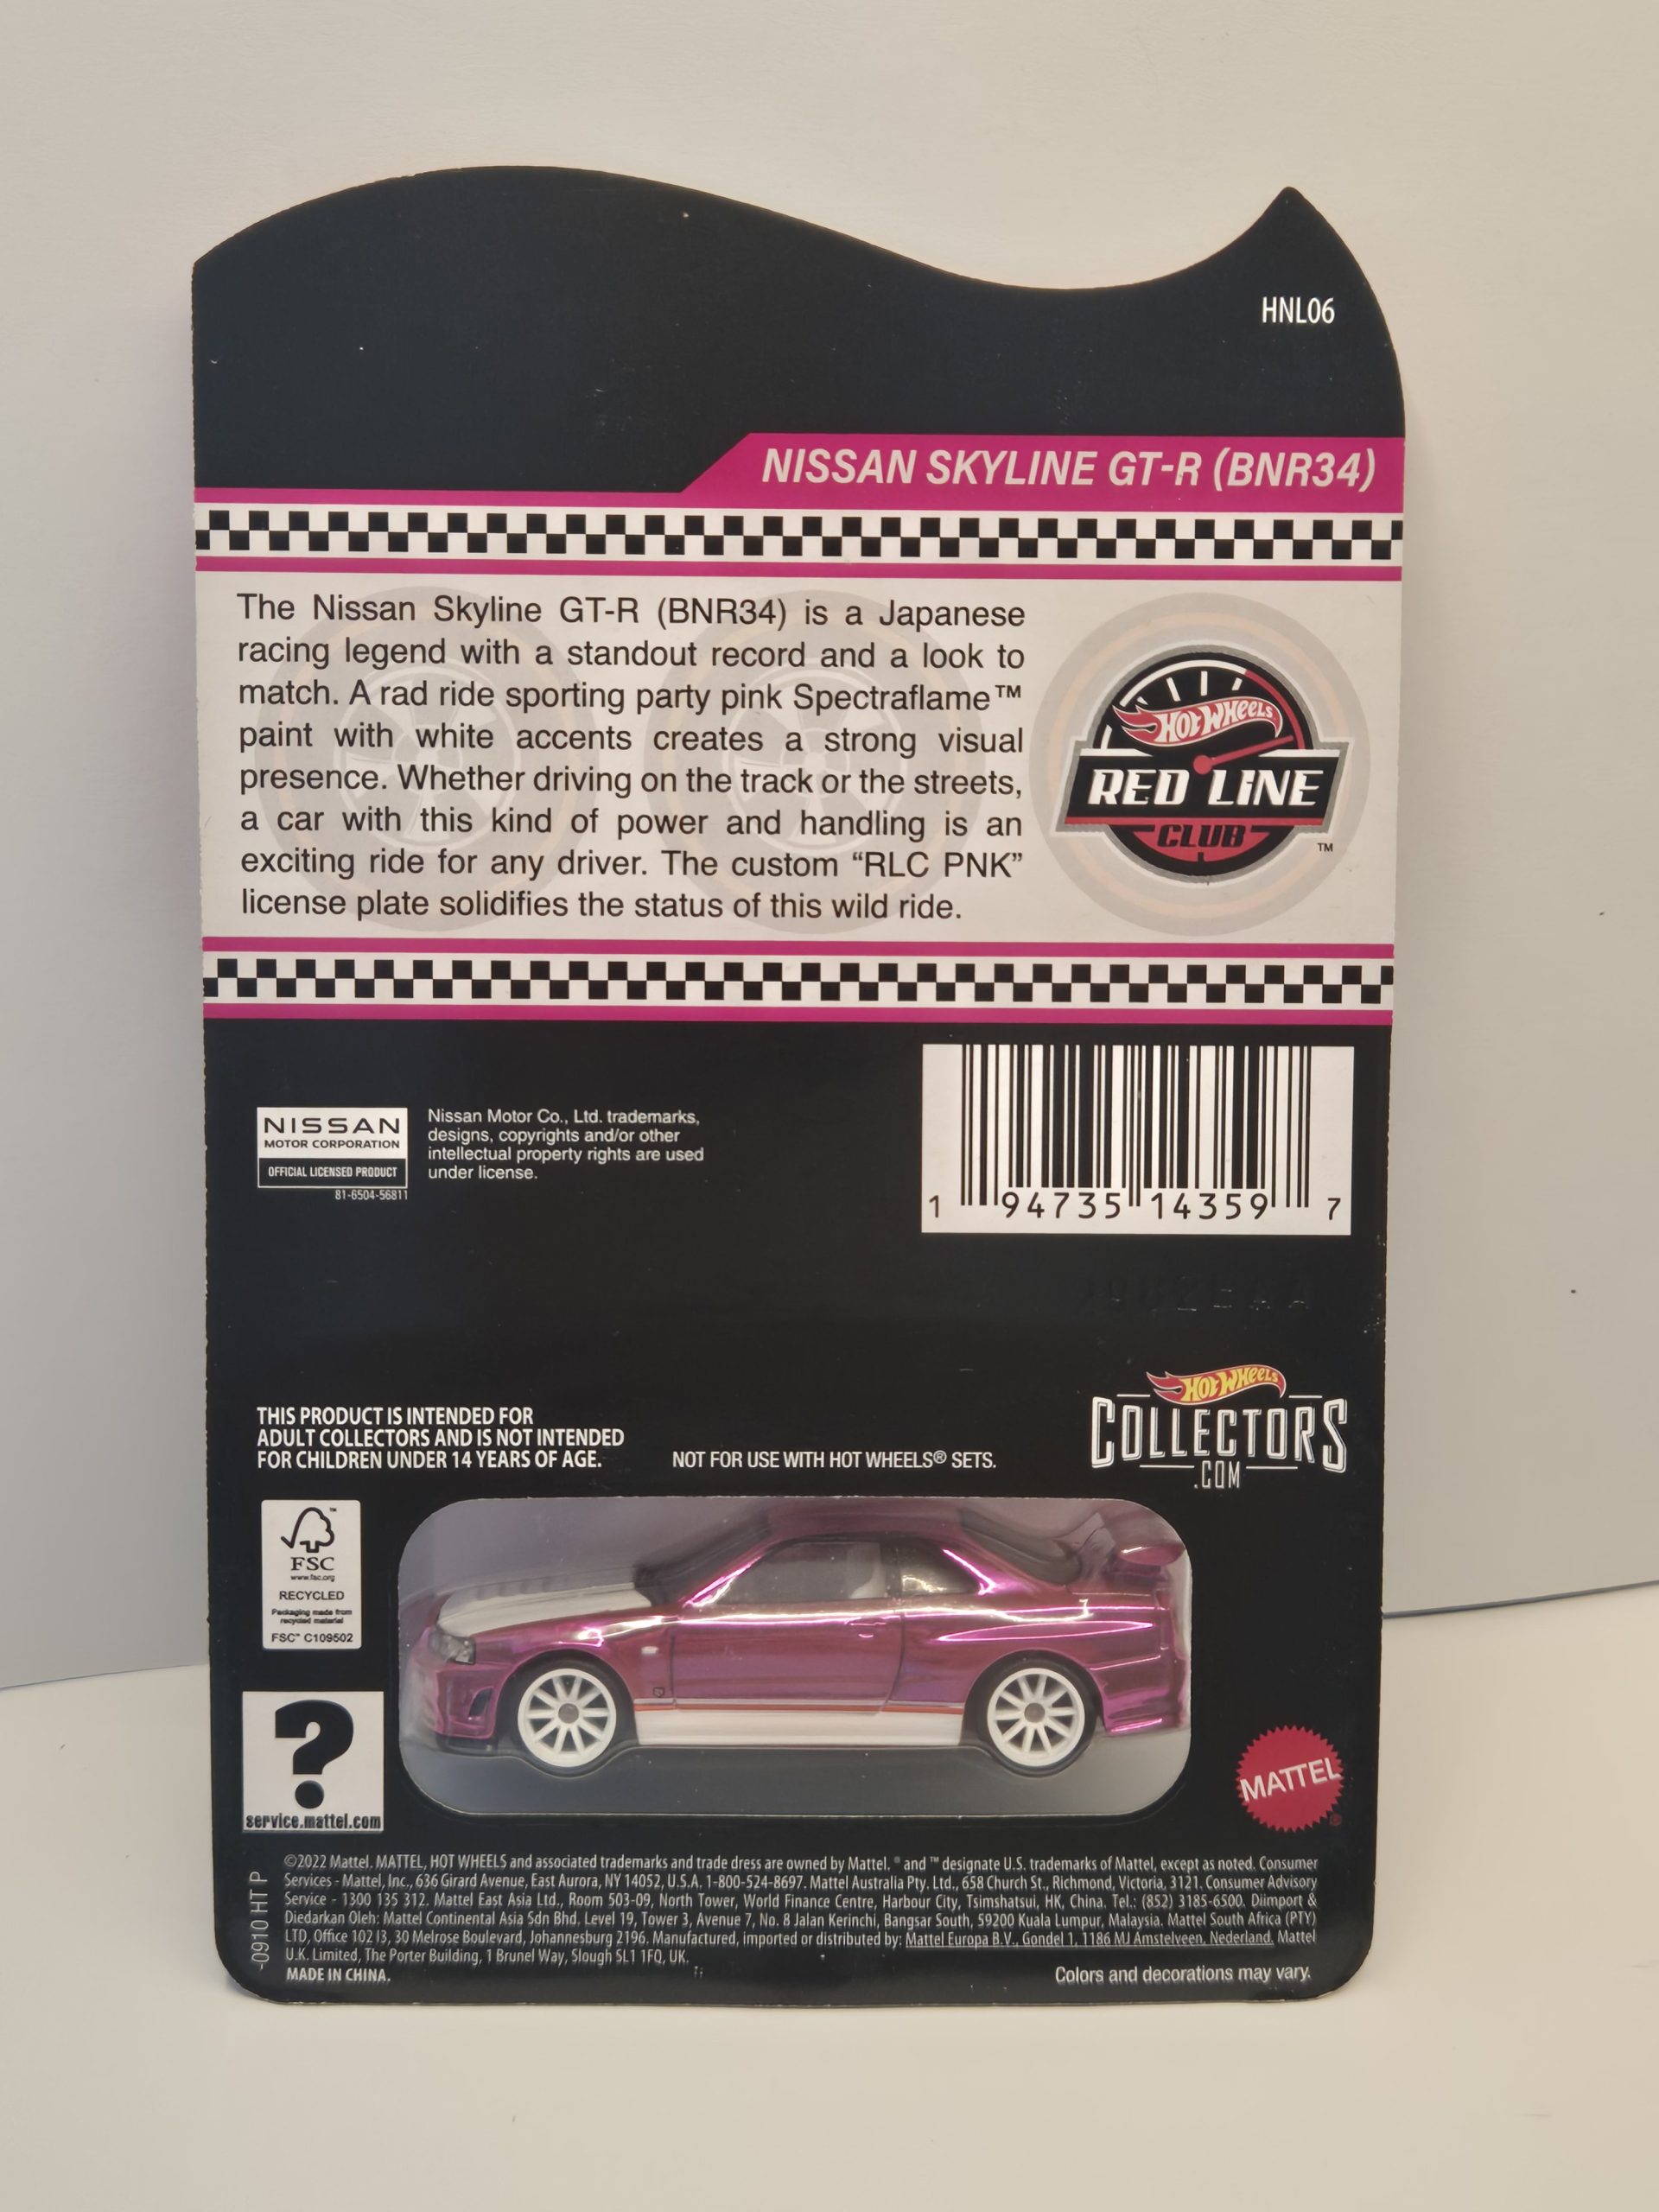 HNL06
NISSAN SKYLINE GT-R (BNR34)
The Nissan Skyline GT-R (BNR34) is a Japanese
racing legend with a standout record and a look to
match. A rad ride sporting party pink Spectraflame™
paint with white accents creates a strong visual
presence. Whether driving on the track or the streets,
a car with this kind of power and handling is an
exciting ride for any driver. The custom “RLC PNK”
license plate solidifies the status of this wild ride.
HOT WHEELS
RED LINE
CLUB
™
NISSAN
MOTOR CORPORATION
OFFICIAL LICENSED PRODUCT
81-6504-56811
Nissan Motor Co., Ltd. trademarks,
designs, copyrights and/or other
intellectual property rights are used
under license.
1 94735 14359 7
THIS PRODUCT IS INTENDED FOR
ADULT COLLECTORS AND IS NOT INTENDED
FOR CHILDREN UNDER 14 YEARS OF AGE.
NOT FOR USE WITH HOT WHEELS® SETS.
HOT WHEELS
COLLECTORS
.COM
FSC
www.fsc.org
RECYCLED
Packaging made from
recycled material
FSC™ C109502
?
service.mattel.com
MATTEL
®
-0910 HT P
©2022 Mattel. MATTEL, HOT WHEELS and associated trademarks and trade dress are owned by Mattel. ® and ™ designate U.S. trademarks of Mattel, except as noted. Consumer
Services - Mattel, Inc., 636 Girard Avenue, East Aurora, NY 14052, U.S.A. 1-800-524-8697. Mattel Australia Pty. Ltd., 658 Church St., Richmond, Victoria, 3121. Consumer Advisory
Service - 1300 135 312. Mattel East Asia Ltd., Room 503-09, North Tower, World Finance Centre, Harbour City, Tsimshatsui, HK, China. Tel.: (852) 3185-6500. Diimport &
Diedarkan Oleh: Mattel Continental Asia Sdn Bhd. Level 19, Tower 3, Avenue 7, No. 8 Jalan Kerinchi, Bangsar South, 59200 Kuala Lumpur, Malaysia. Mattel South Africa (PTY)
LTD, Office 102 I3, 30 Melrose Boulevard, Johannesburg 2196. Manufactured, imported or distributed by: Mattel Europa B.V., Gondel 1, 1186 MJ Amstelveen, Nederland. Mattel
U.K. Limited, The Porter Building, 1 Brunel Way, Slough SL1 1FQ, UK.
MADE IN CHINA.
Colors and decorations may vary.